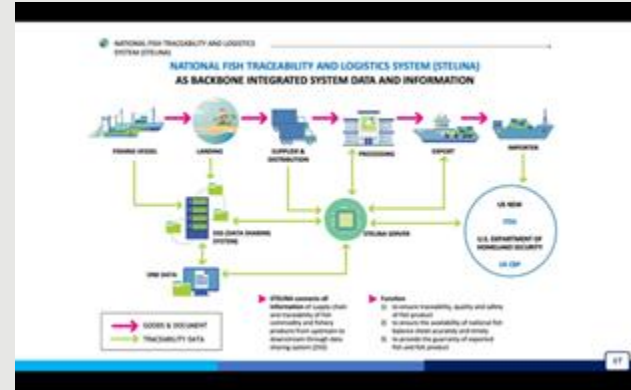 NATIONAL FISH TRACEABILITY AND LOGISTICS
SYSTEM (STELINA)
NATIONAL FISH TRACEABILITY AND LOGISTICS SYSTEM (STELINA)
AS BACKBONE INTEGRATED SYSTEM DATA AND INFORMATION
FISHING VESSEL
LANDING
SUPPLIER &
DISTRIBUTION
PROCESSING
EXPORT
IMPORTER
DSS (DATA SHARING
SYSTEM)
STELINA SERVER
U.S. DEPARTMENT OF
HOMELAND SECURITY
US CBP
DATA
STELINA connects all
information of supply chain
and traceability of fish
commodity and fishery
products from upstream to
downstream through data
sharing system (DSS)
Function
to ensure traceability, quality and safety
of fish product
to ensure the availability of national fish
balance sheet accurately and timely
to provide the guaranty of exported
fish and fish product
GOODS & DOCUMENT
TRACEABILITY DATA